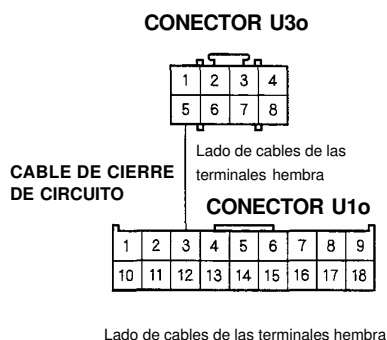 CONECTOR U3o
1 2 3 4
5 6 7 8
Lado de cables de las
terminales hembra
CABLE DE CIERRE
DE CIRCUITO
CONECTOR U1o
1 2 3 4 5 6 7 8 9
10 11 12 13 14 15 16 17 18
Lado de cables de las terminales hembra